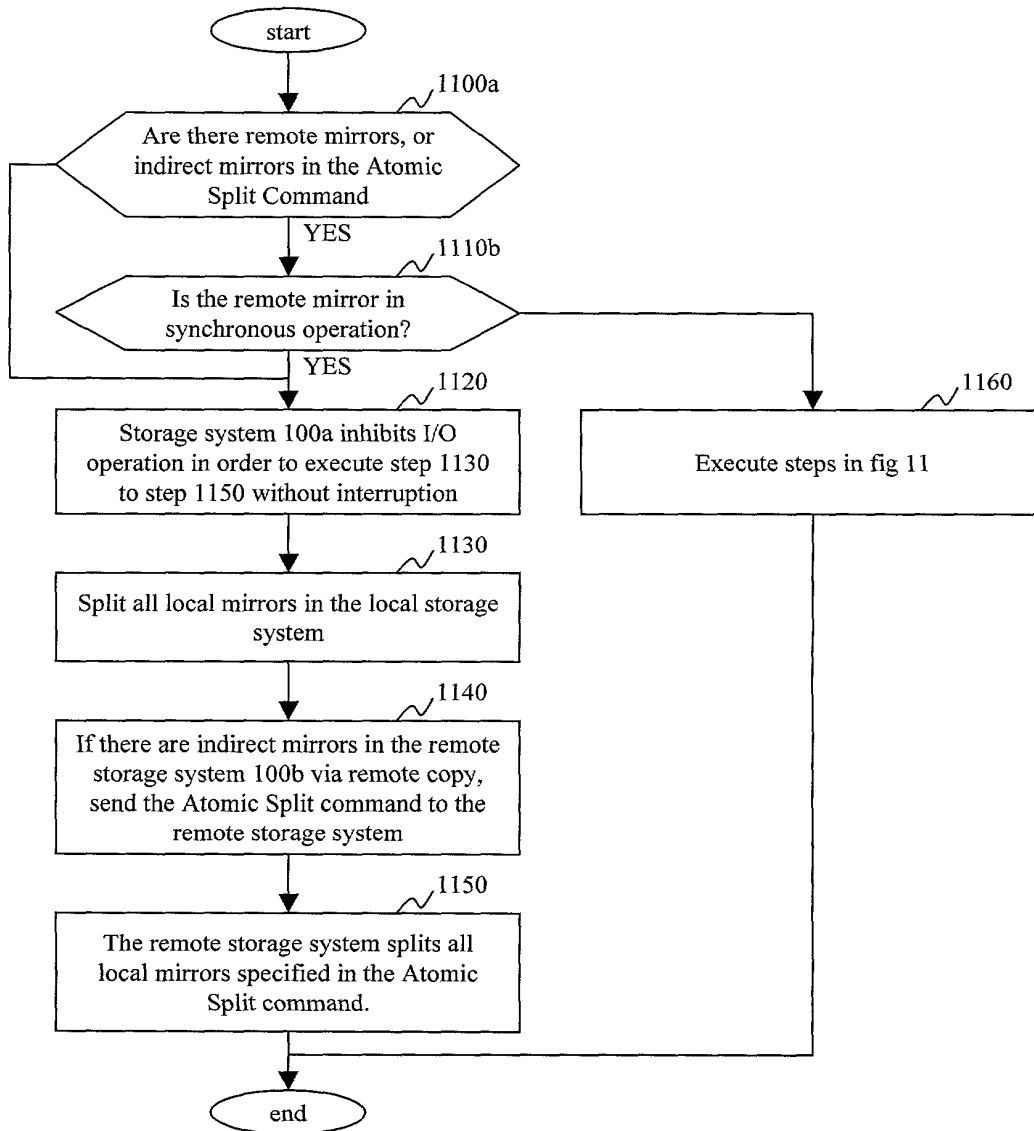 start
1100a
Are there remote mirrors, or
indirect mirrors in the Atomic
Split Command
YES
1110b
Is the remote mirror in
synchronous operation?
YES
1120
Storage system 100a inhibits I/O
operation in order to execute step 1130
to step 1150 without interruption
1160
Execute steps in fig 11
1130
Split all local mirrors in the local storage
system
1140
If there are indirect mirrors in the remote
storage system 100b via remote copy,
send the Atomic Split command to the
remote storage system
1150
The remote storage system splits all
local mirrors specified in the Atomic
Split command.
end